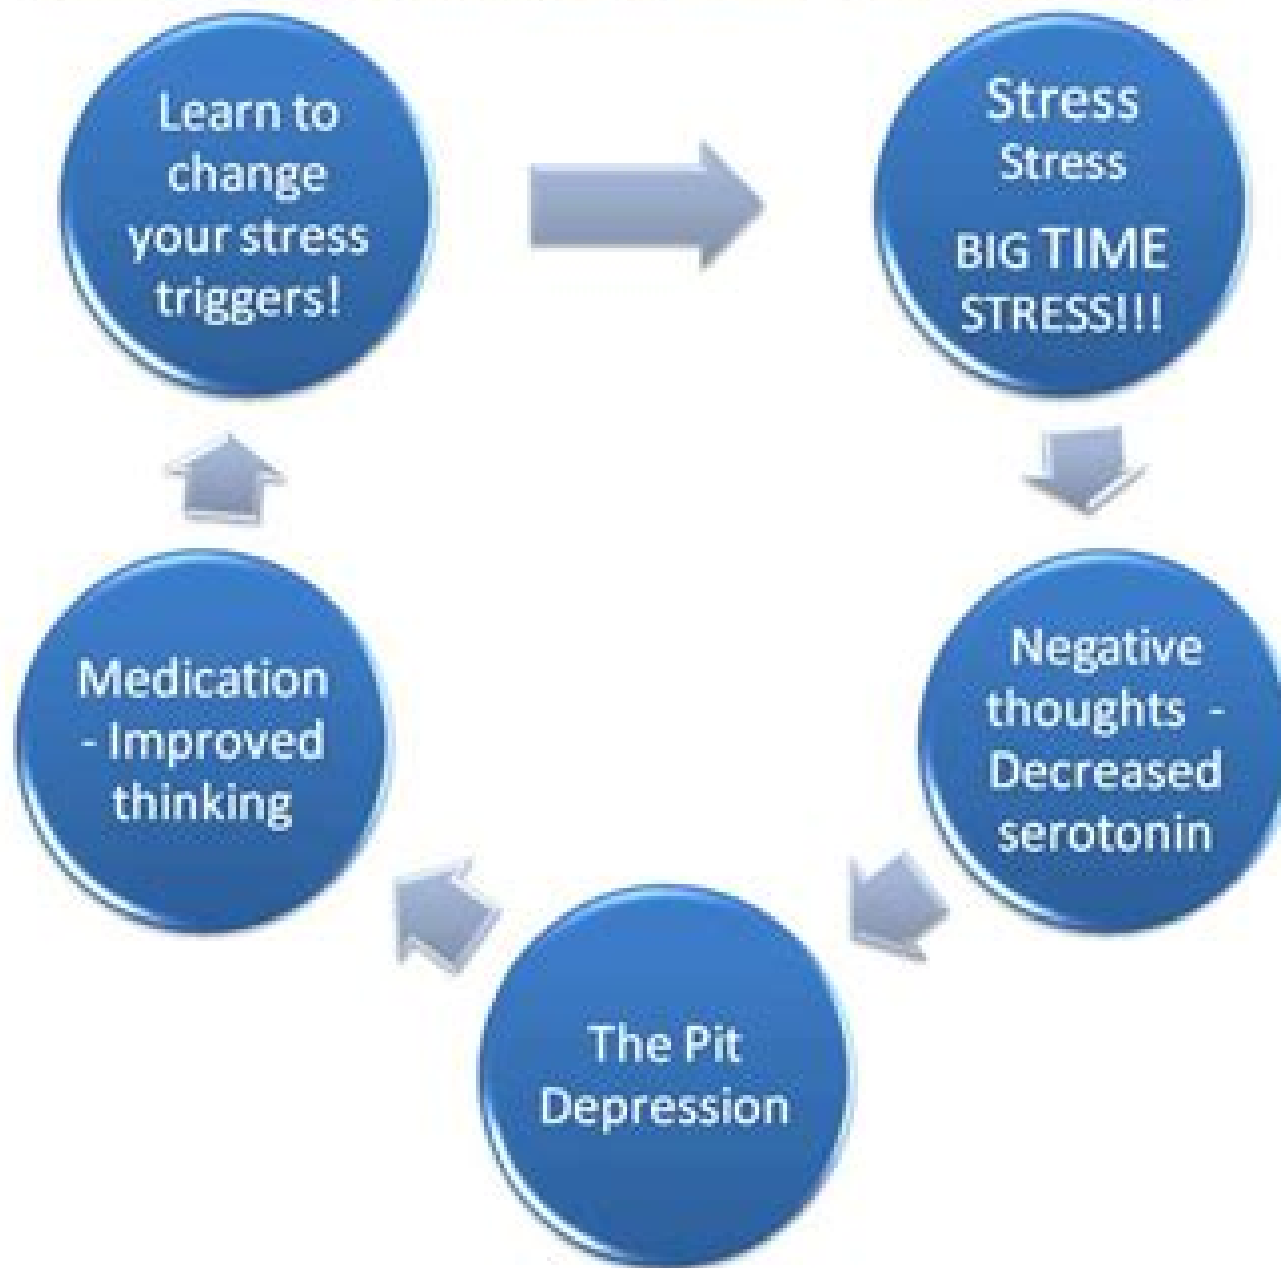 Learn to
change
your stress
triggers!
Stress
Stress
BIG TIME
STRESS!!!
Negative
thoughts -
Decreased
serotonin
The Pit
Depression
Medication
- Improved
thinking